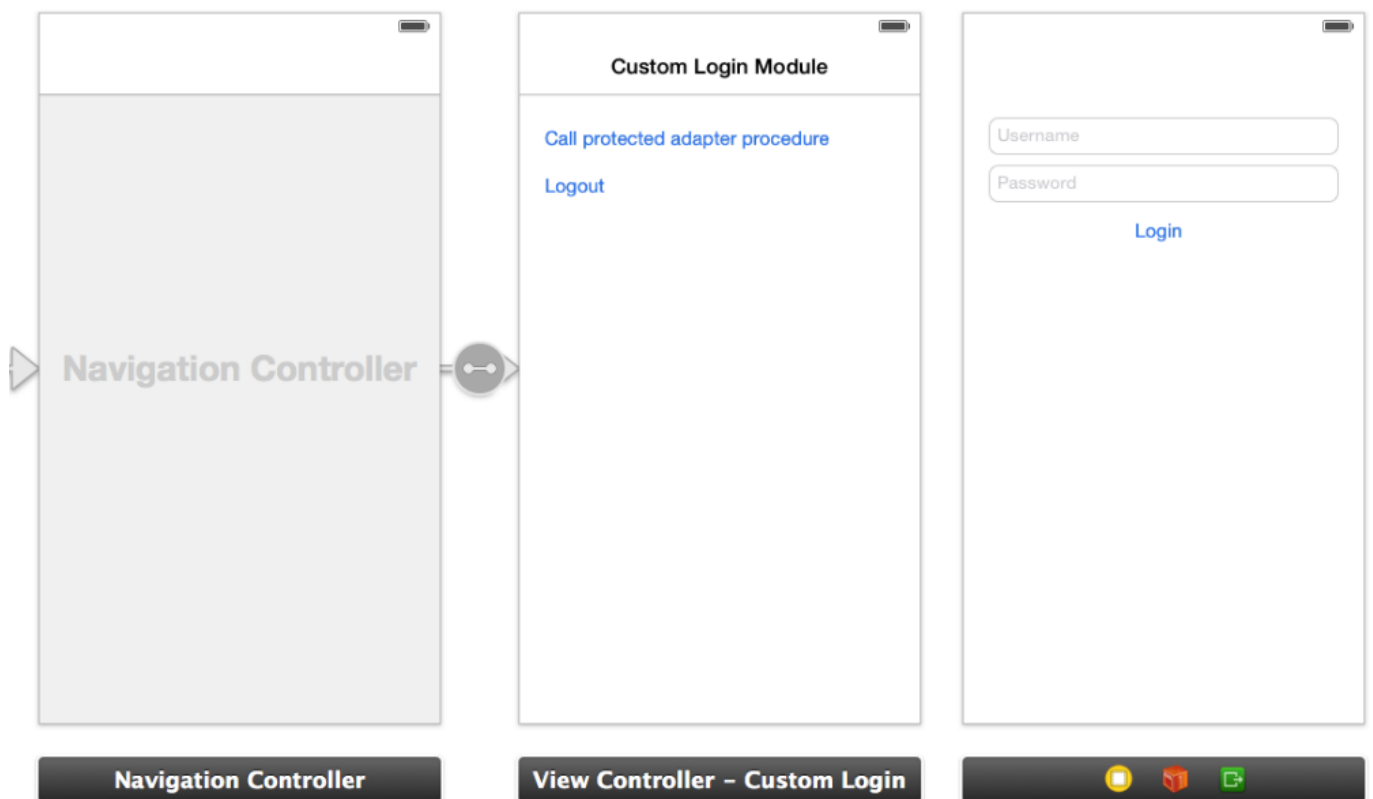 Navigation Controller
Navigation Controller
Custom Login Module
Call protected adapter procedure
Logout
View Controller – Custom Login
Username
Password
Login